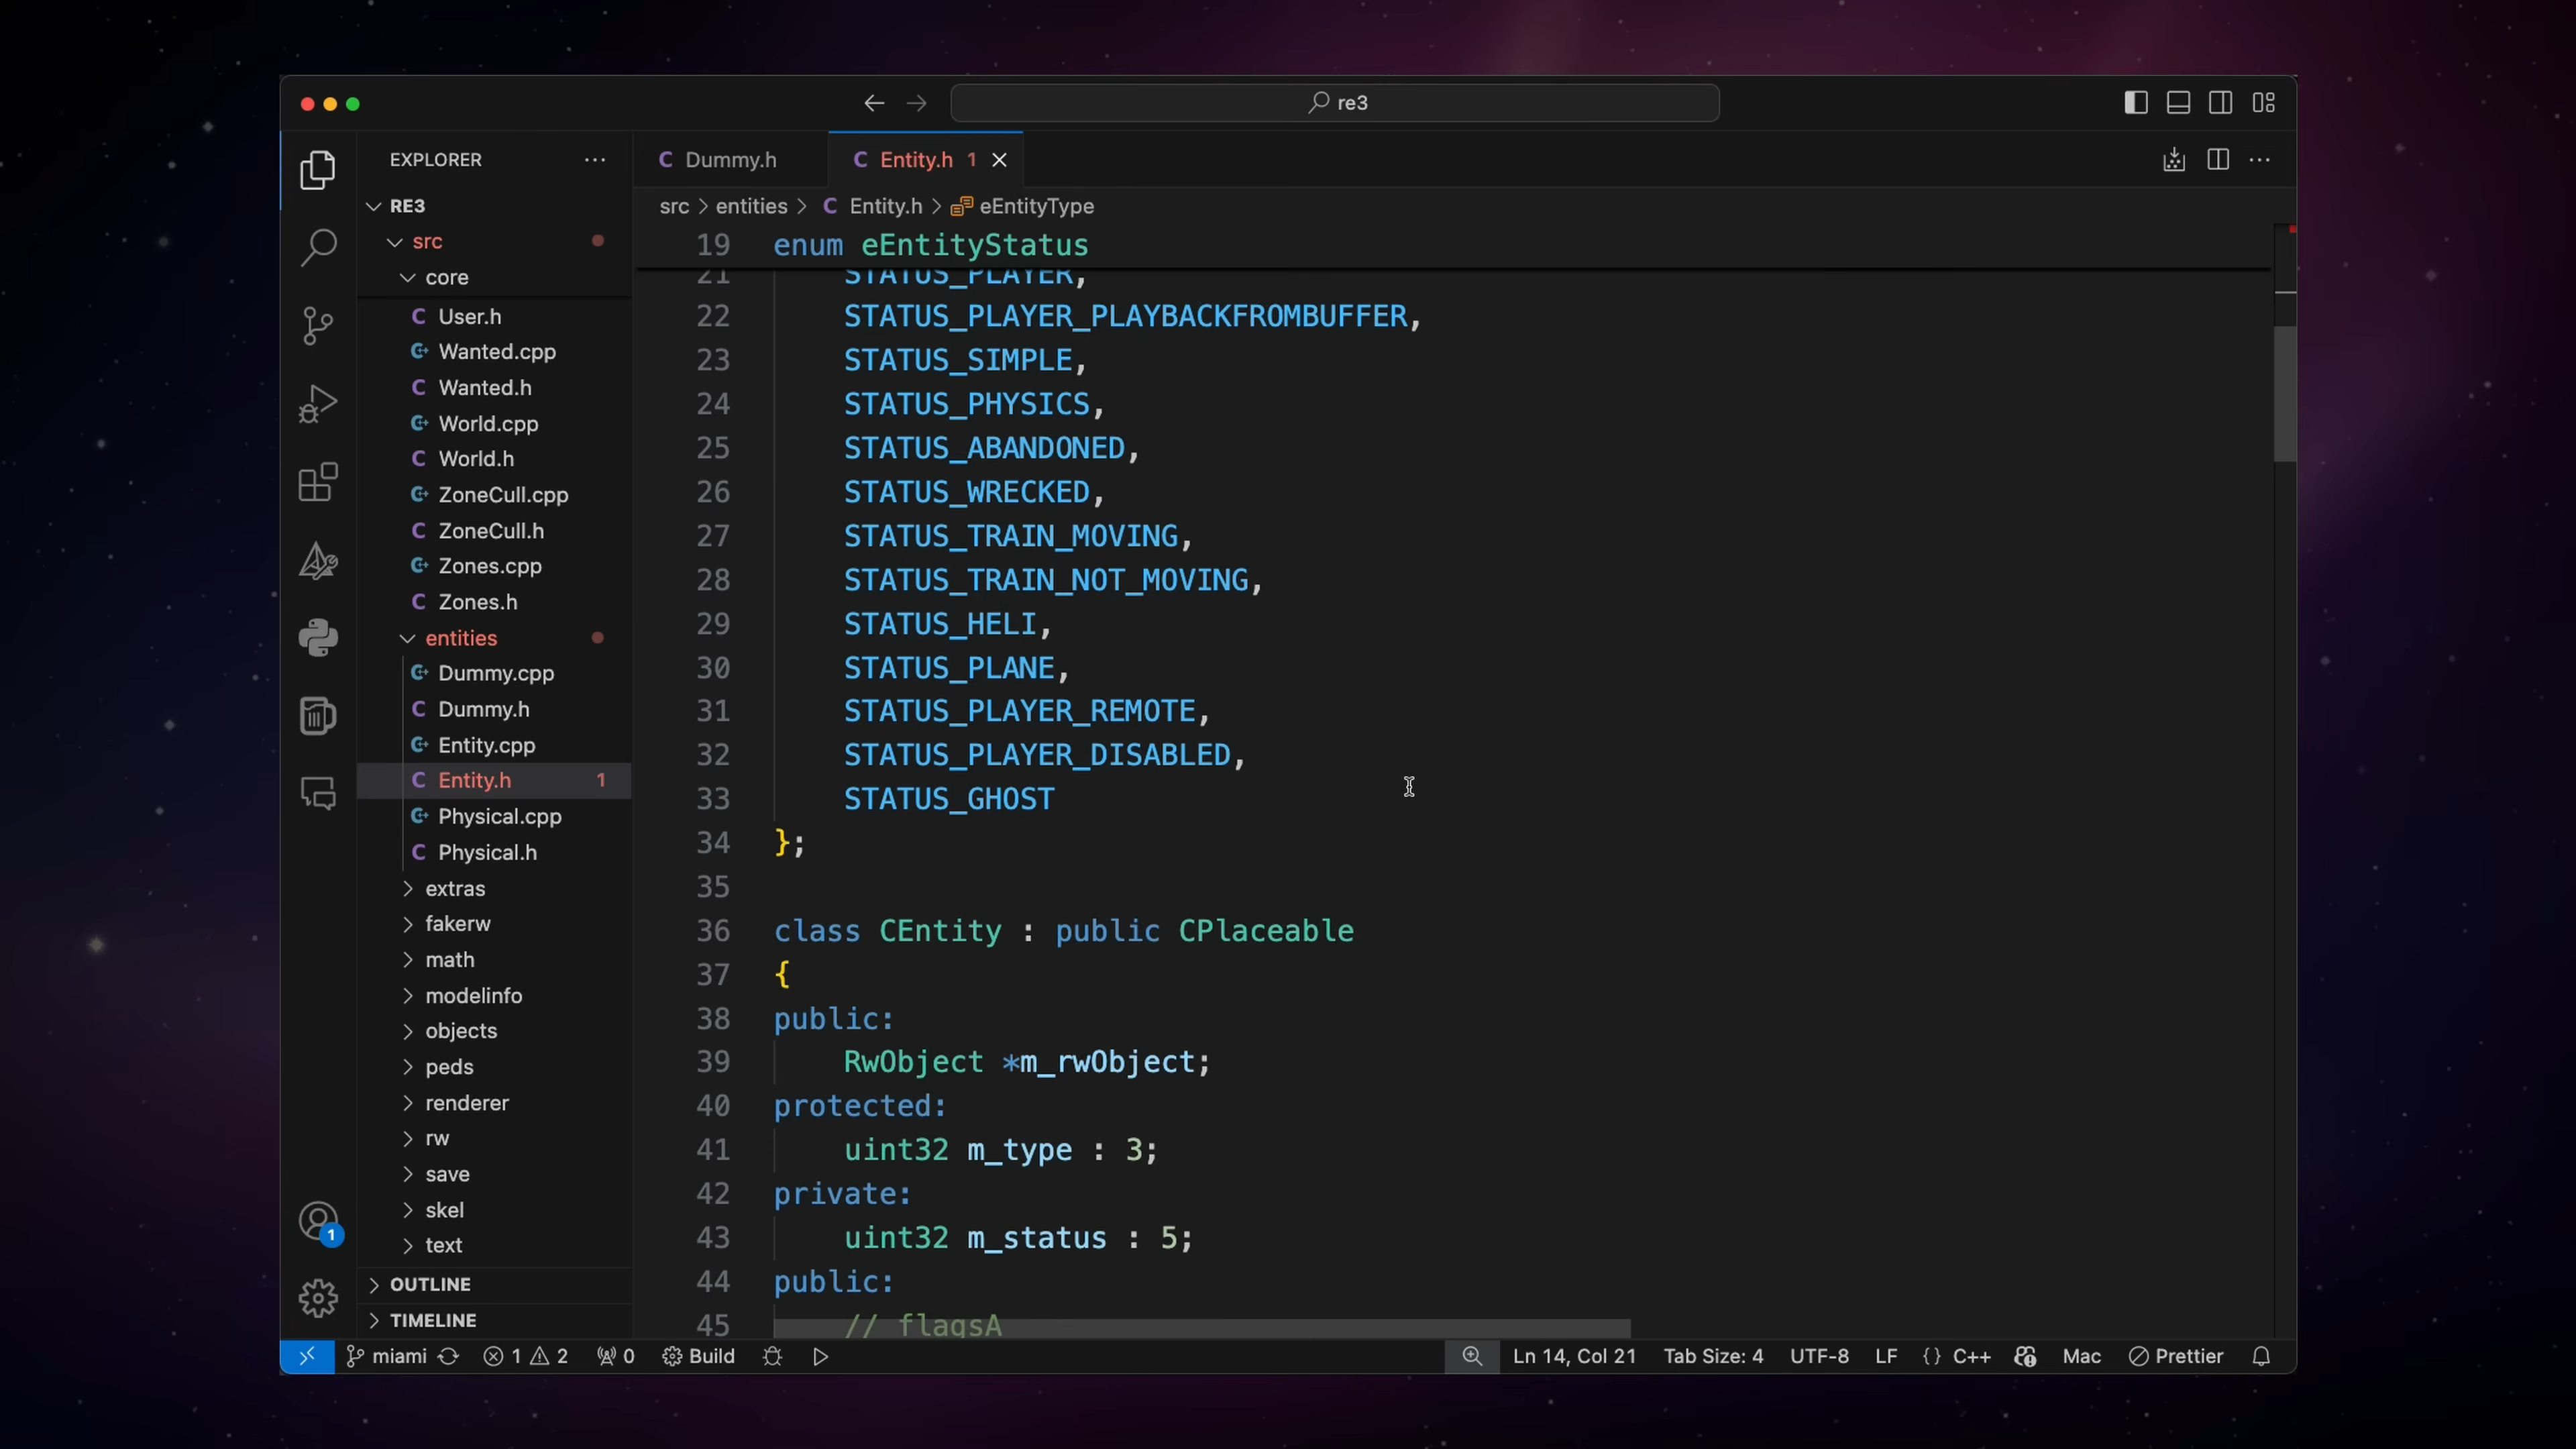 re3
EXPLORER
RE3
src
core
User.h
Wanted.cpp
Wanted.h
World.cpp
World.h
ZoneCull.cpp
ZoneCull.h
Zones.cpp
Zones.h
entities
Dummy.cpp
Dummy.h
Entity.cpp
Entity.h 1
Physical.cpp
Physical.h
extras
fakerw
math
modelinfo
objects
peds
renderer
rw
save
skel
text
OUTLINE
TIMELINE
1
Dummy.h
Entity.h 1
src > entities > Entity.h > eEntityType
19 enum eEntityStatus
21 STATUS_PLAYER,
22 STATUS_PLAYER_PLAYBACKFROMBUFFER,
23 STATUS_SIMPLE,
24 STATUS_PHYSICS,
25 STATUS_ABANDONED,
26 STATUS_WRECKED,
27 STATUS_TRAIN_MOVING,
28 STATUS_TRAIN_NOT_MOVING,
29 STATUS_HELI,
30 STATUS_PLANE,
31 STATUS_PLAYER_REMOTE,
32 STATUS_PLAYER_DISABLED,
33 STATUS_GHOST
34 };
35
36 class CEntity : public CPlaceable
37 {
38 public:
39 RwObject *m_rwObject;
40 protected:
41 uint32 m_type : 3;
42 private:
43 uint32 m_status : 5;
44 public:
45 // flagsA
miami 1 2 0 Build Ln 14, Col 21 Tab Size: 4 UTF-8 LF {} C++ Mac Prettier